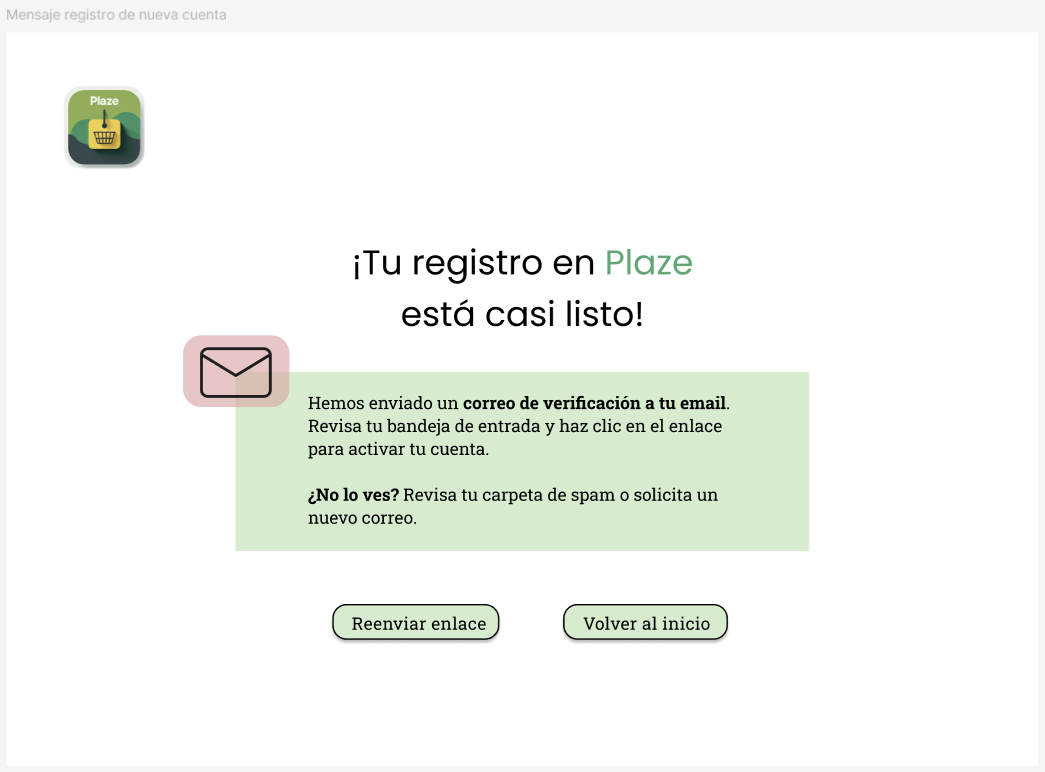 Mensaje registro de nueva cuenta
Plaze
¡Tu registro en Plaze
está casi listo!
Hemos enviado un correo de verificación a tu email.
Revisa tu bandeja de entrada y haz clic en el enlace
para activar tu cuenta.
¿No lo ves? Revisa tu carpeta de spam o solicita un
nuevo correo.
Reenviar enlace
Volver al inicio